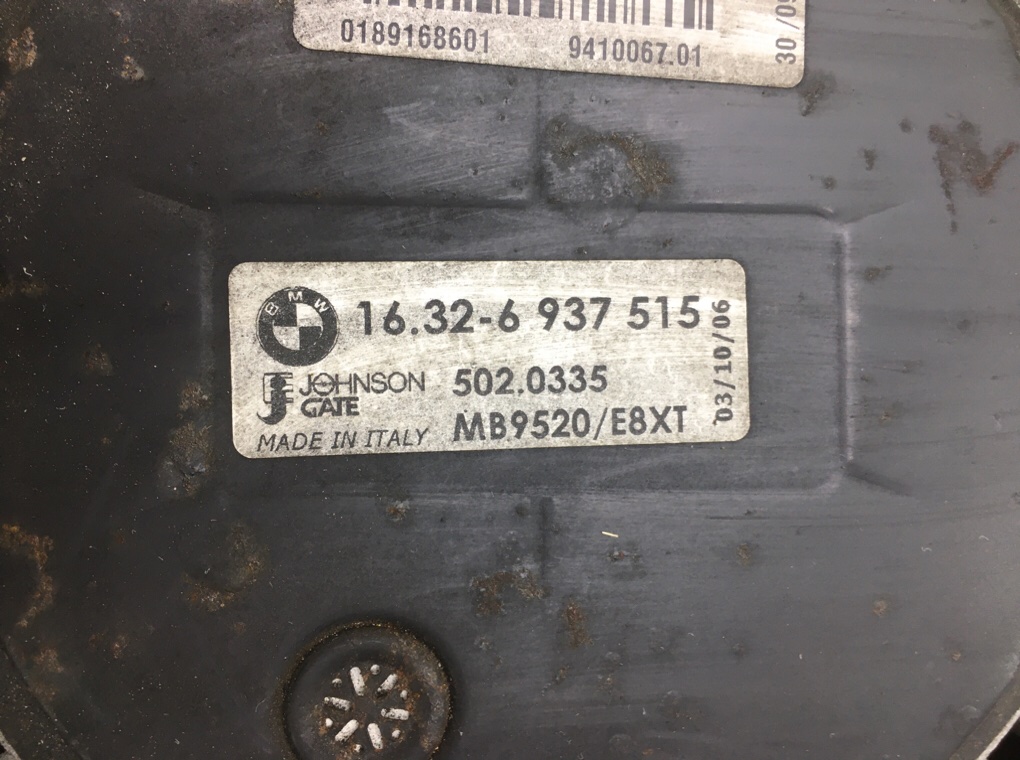 0189168601 9410067.01
30/09
BMW
16.32-6 937 515
JOHNSON
GATE
502.0335
MADE IN ITALY
MB9520/E8XT
03/10/06